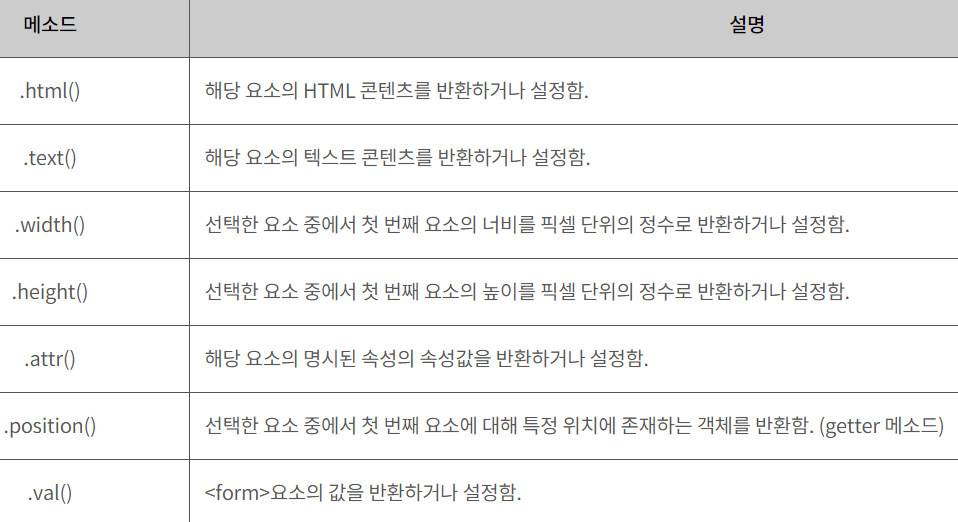 메소드 설명
.html() 해당 요소의 HTML 콘텐츠를 반환하거나 설정함.
.text() 해당 요소의 텍스트 콘텐츠를 반환하거나 설정함.
.width() 선택한 요소 중에서 첫 번째 요소의 너비를 픽셀 단위의 정수로 반환하거나 설정함.
.height() 선택한 요소 중에서 첫 번째 요소의 높이를 픽셀 단위의 정수로 반환하거나 설정함.
.attr() 해당 요소의 명시된 속성의 속성값을 반환하거나 설정함.
.position() 선택한 요소 중에서 첫 번째 요소에 대해 특정 위치에 존재하는 객체를 반환함. (getter 메소드)
.val() <form>요소의 값을 반환하거나 설정함.